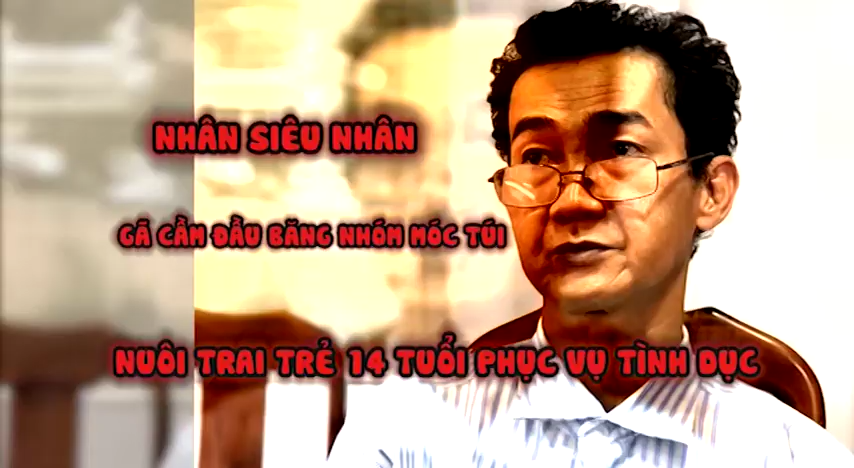 NHÂN SIÊU NHÂN
GÃ CẦM ĐẦU BĂNG NHÓM MÓC TÚI
NUÔI TRAI TRẺ 14 TUỔI PHỤC VỤ TÌNH DỤC